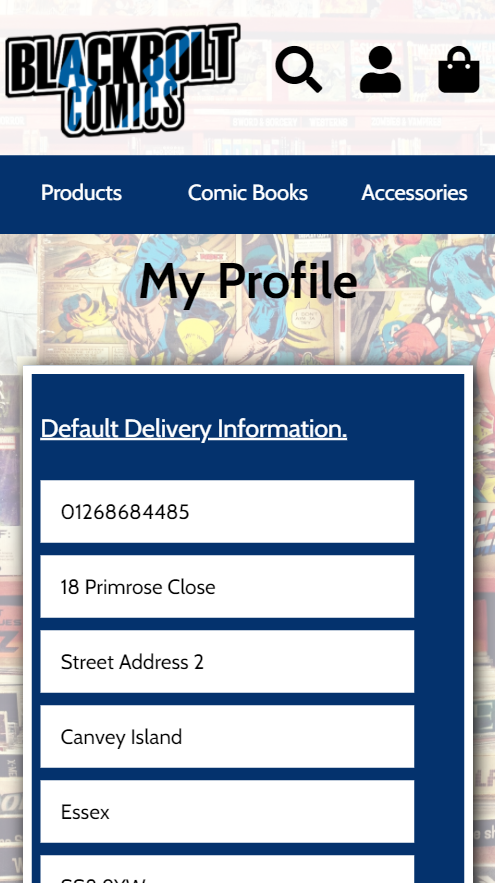 BLACKBOLT
COMICS
Products
Comic Books
Accessories
My Profile
Default Delivery Information.
01268684485
18 Primrose Close
Street Address 2
Canvey Island
Essex